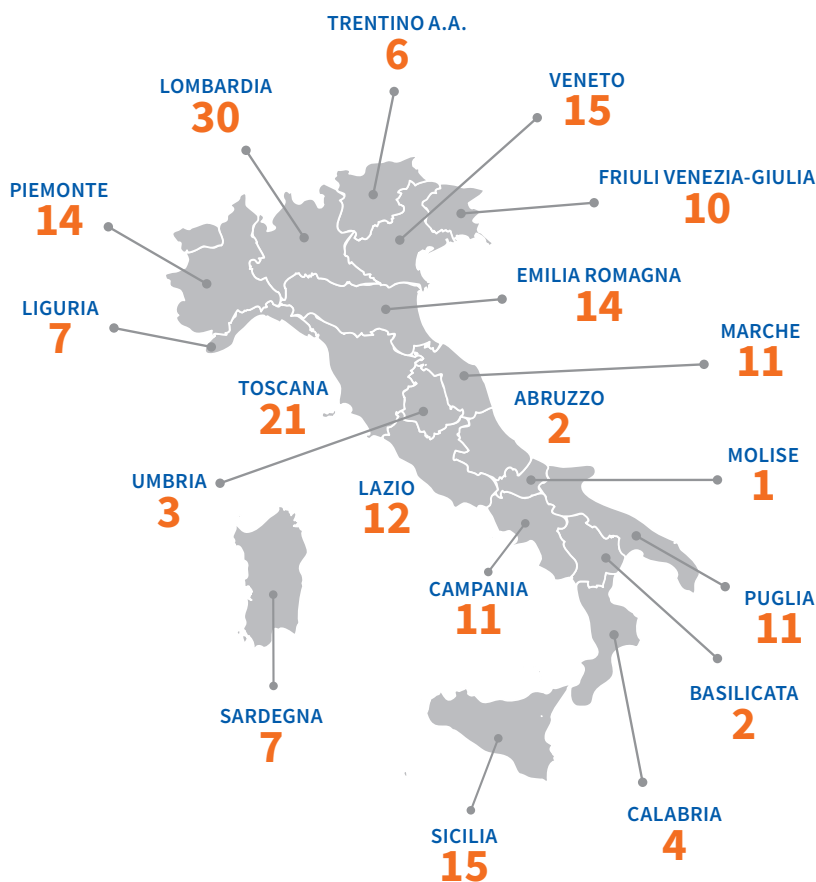 TRENTINO A.A.
6
LOMBARDIA
30
VENETO
15
PIEMONTE
14
FRIULI VENEZIA-GIULIA
10
EMILIA ROMAGNA
14
LIGURIA
7
MARCHE
11
TOSCANA
21
ABRUZZO
2
MOLISE
1
UMBRIA
3
LAZIO
12
CAMPANIA
11
PUGLIA
11
BASILICATA
2
SARDEGNA
7
CALABRIA
4
SICILIA
15